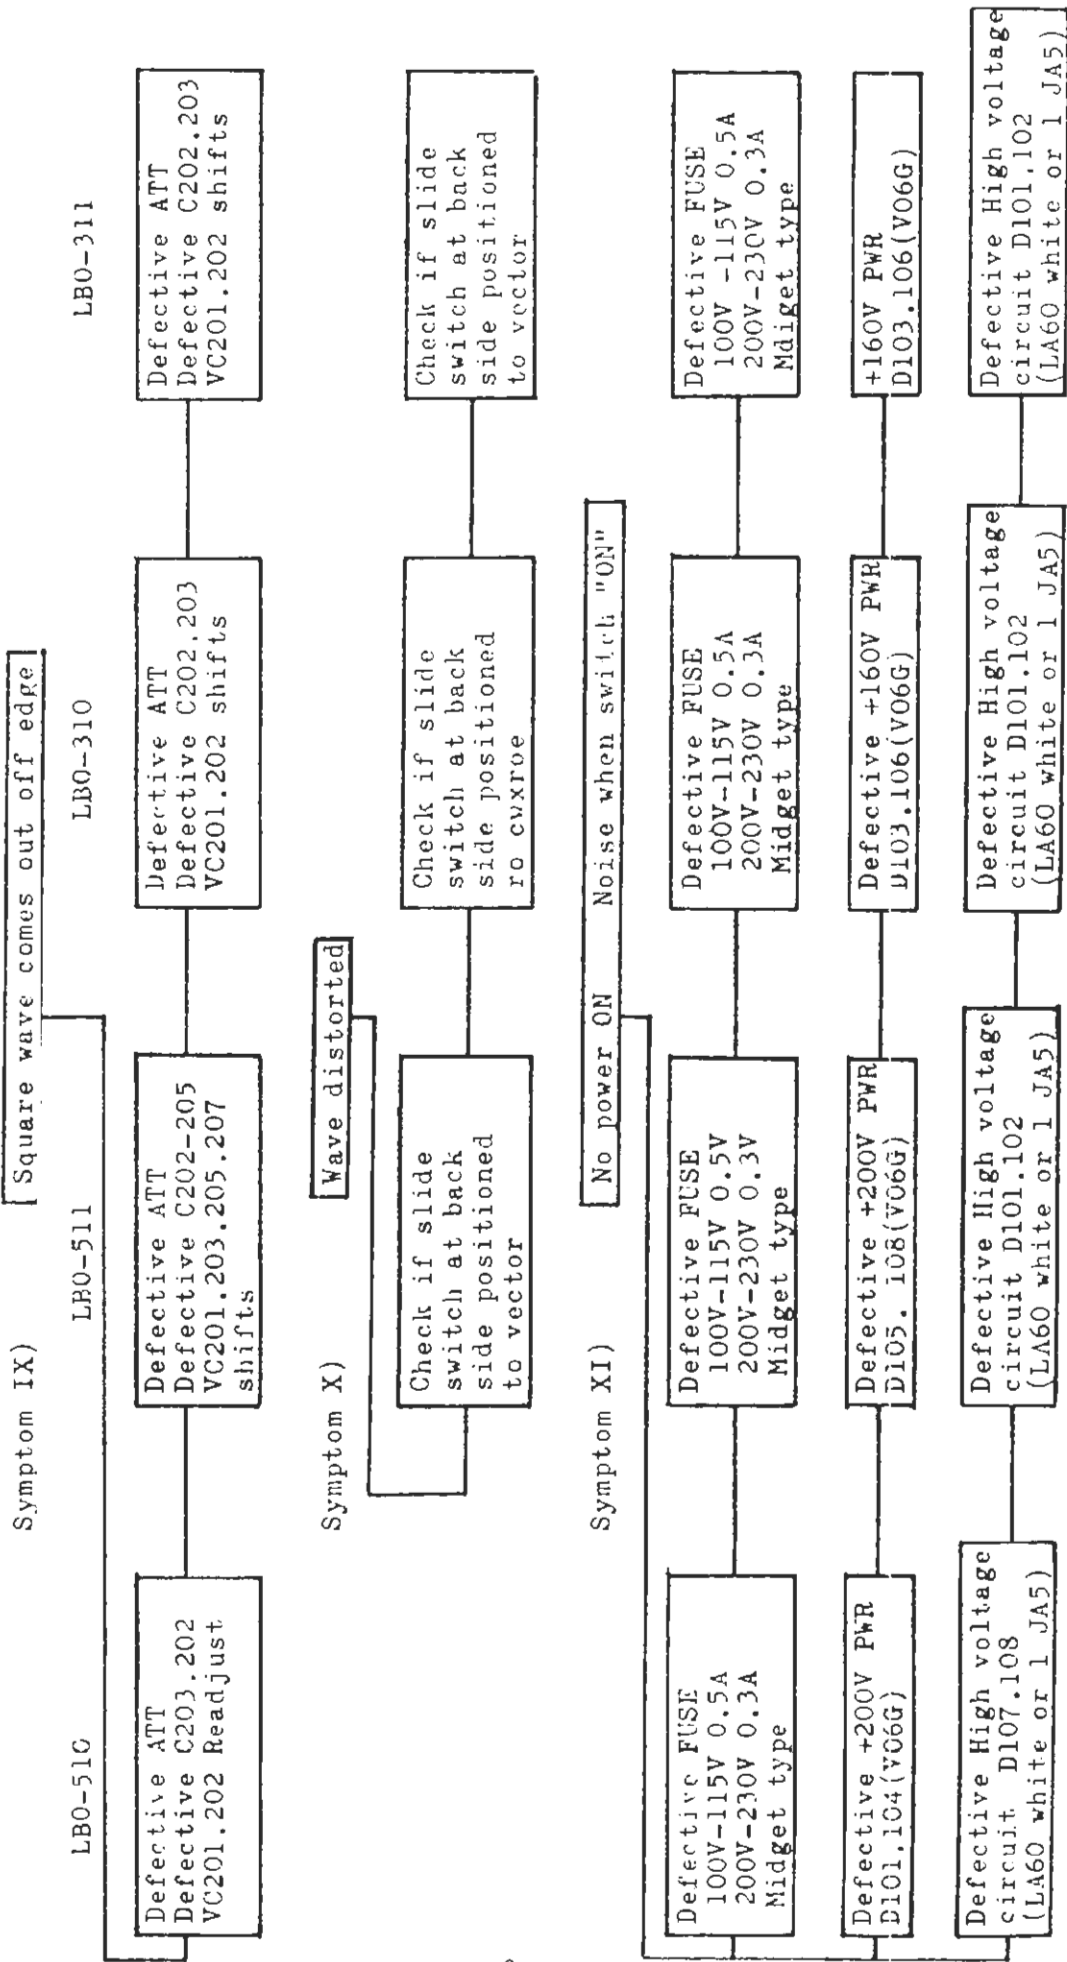 Symptom IX)
Square wave comes out off edge
LBO-510
LBO-511
LBO-310
LBO-311
Defective ATT
Defective C203.202
VC201.202 Readjust
Defective ATT
Defective C202-205
VC201.203.205.207
shifts
Defective ATT
Defective C202.203
VC201.202 shifts
Defective ATT
Defective C202.203
VC201.202 shifts
Symptom X)
Wave distorted
Check if slide
switch at back
side positioned
to vector
Check if slide
switch at back
side positioned
ro cwxroe
Check if slide
switch at back
side positioned
to vector
Symptom XI)
No power ON Noise when switch "ON"
Defective FUSE
100V-115V 0.5A
200V-230V 0.3A
Midget type
Defective FUSE
100V-115V 0.5V
200V-230V 0.3V
Midget type
Defective FUSE
100V-115V 0.5A
200V-230V 0.3A
Midget type
Defective FUSE
100V -115V 0.5A
200V-230V 0.3A
Mdiget type
Defective +200V PWR
D101.104(V06G)
Defective +200V PWR
D105. 108(V06G)
Defective +160V PWR
D103.106(V06G)
+160V PWR
D103.106(V06G)
Defective High voltage
circuit D107.108
(LA60 white or 1 JA5)
Defective High voltage
circuit D101.102
(LA60 white or 1 JA5)
Defective High voltage
circuit D101.102
(LA60 white or 1 JA5)
Defective High voltage
circuit D101.102
(LA60 white or 1 JA5)